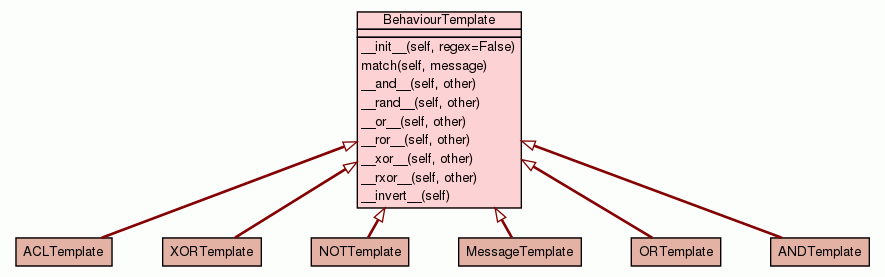 BehaviourTemplate
__init__(self, regex=False)
match(self, message)
__and__(self, other)
__rand__(self, other)
__or__(self, other)
__ror__(self, other)
__xor__(self, other)
__rxor__(self, other)
__invert__(self)
ACLTemplate
XORTemplate
NOTTemplate
MessageTemplate
ORTemplate
ANDTemplate